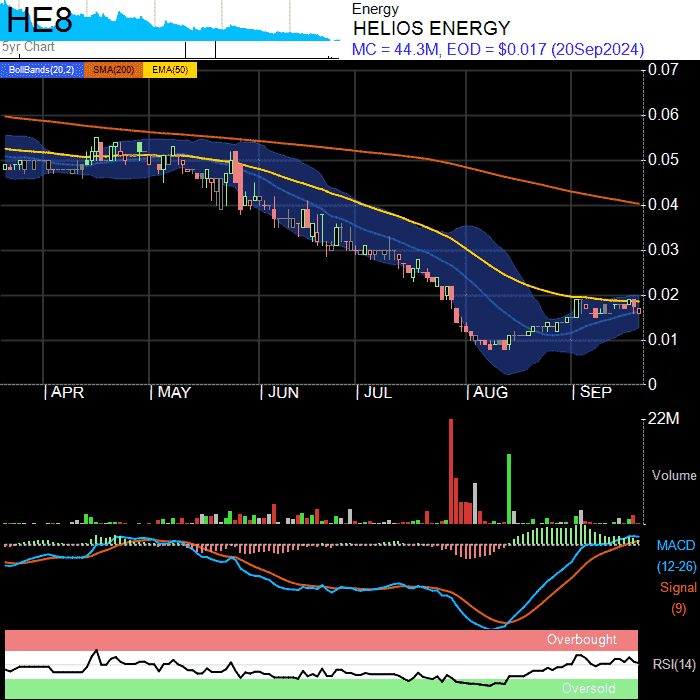 HE8
5yr Chart
Energy
HELIOS ENERGY
MC = 44.3M, EOD = $0.017 (20Sep2024)
BollBands(20,2) SMA(200) EMA(50)
0.07
0.06
0.05
0.04
0.03
0.02
0.01
0
APR MAY JUN JUL AUG SEP
22M
Volume
MACD
(12-26)
Signal
(9)
Overbought
RSI(14)
Oversold